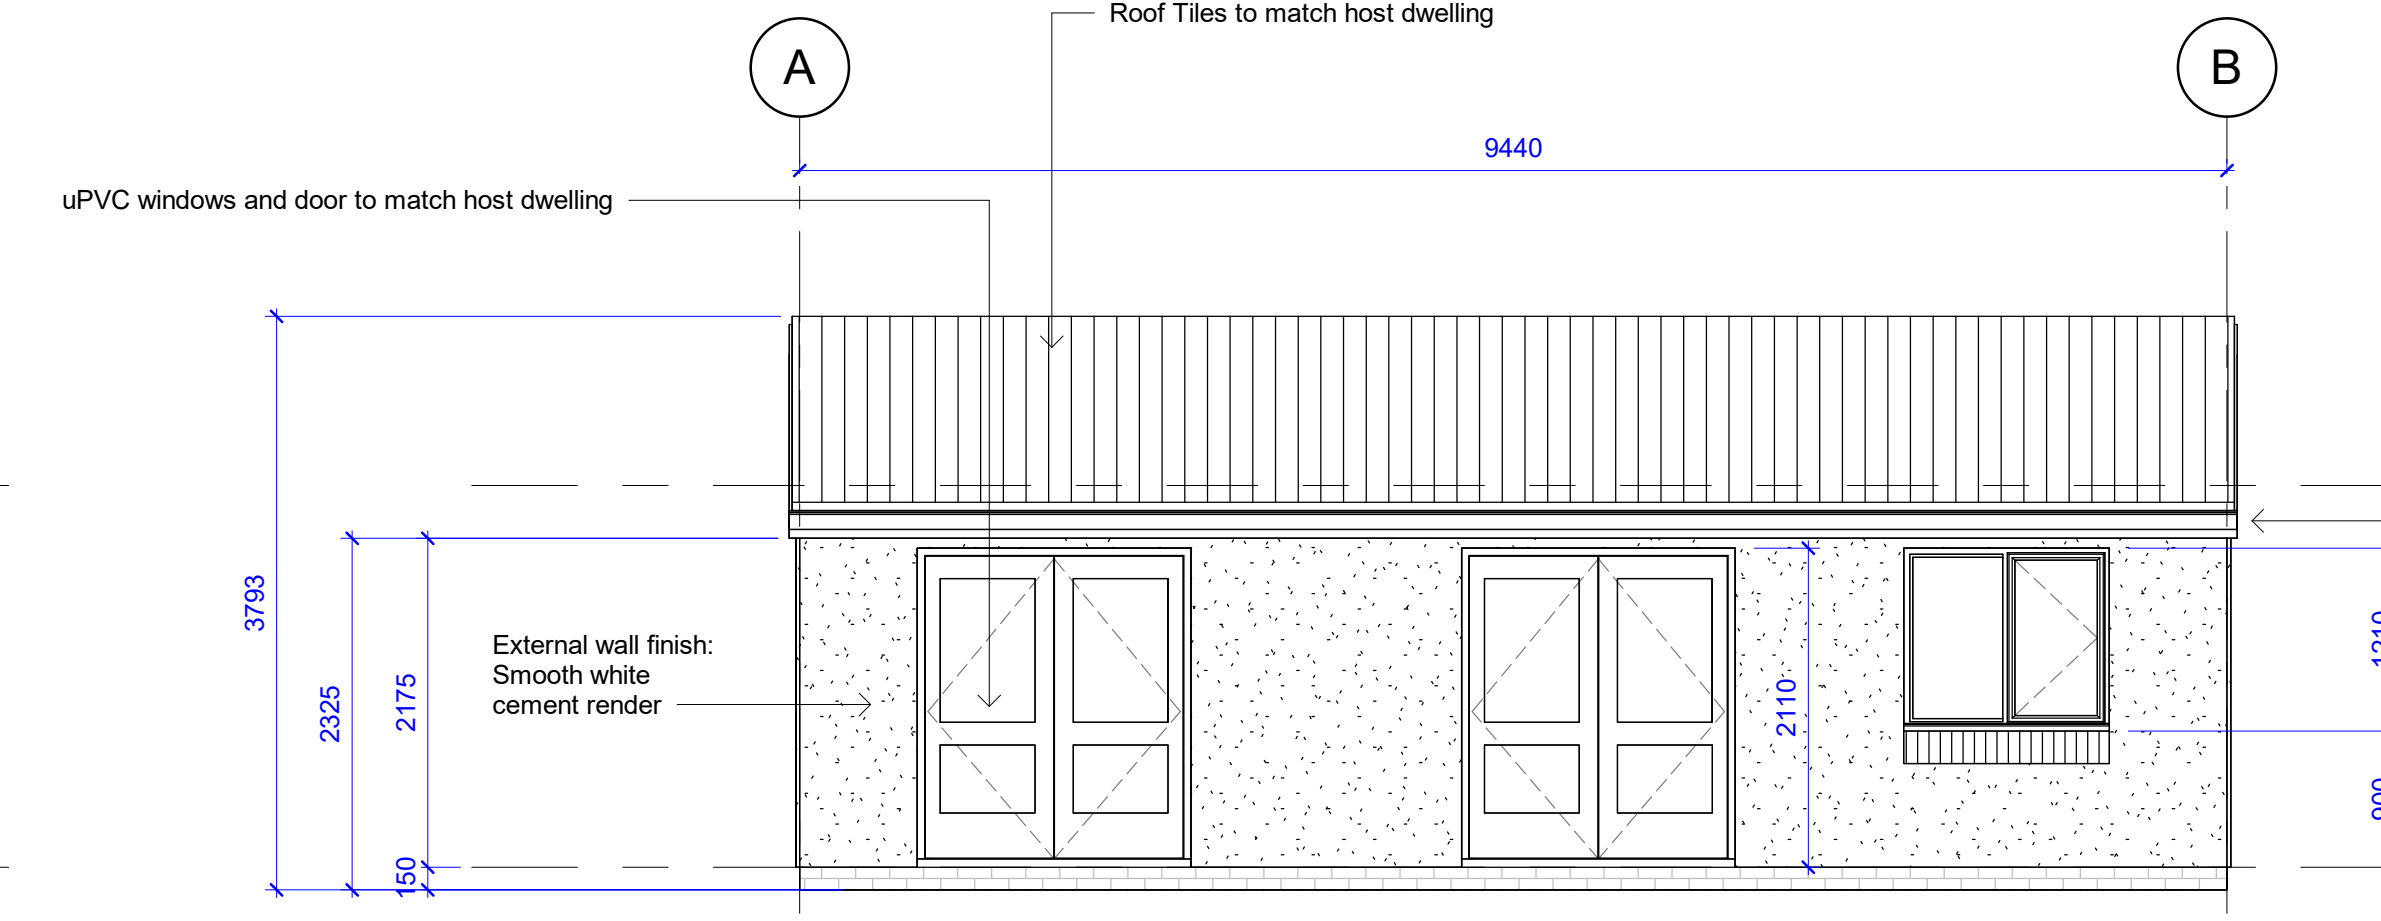 Roof Tiles to match host dwelling
A
B
9440
uPVC windows and door to match host dwelling
3793
2325
2175
150
External wall finish:
Smooth white
cement render
2110